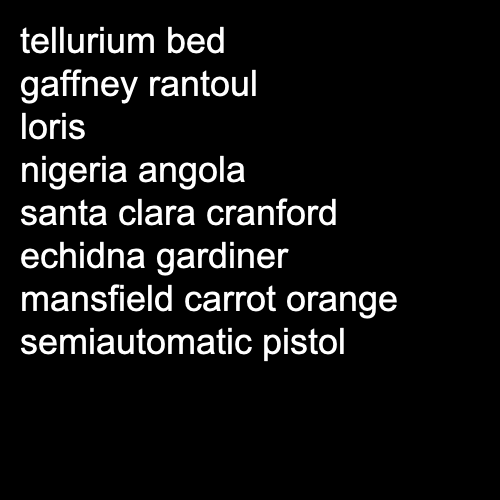 tellurium bed
gaffney rantoul
loris
nigeria angola
santa clara cranford
echidna gardiner
mansfield carrot orange
semiautomatic pistol